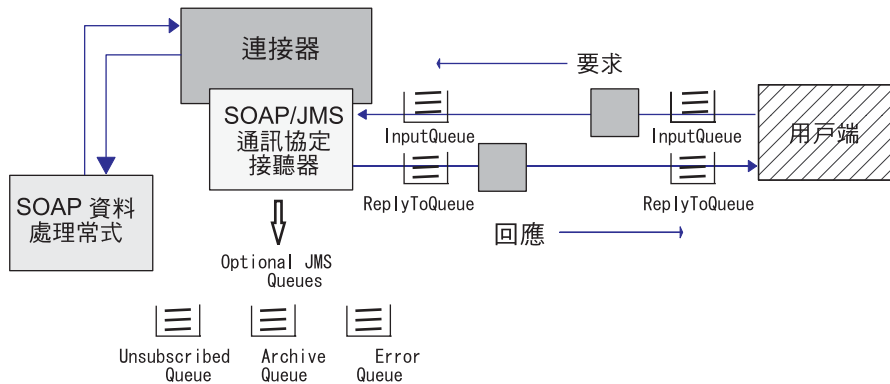 連接器
要求
SOAP/JMS
通訊協定
接聽器
InputQueue
InputQueue
用戶端
ReplyToQueue
ReplyToQueue
SOAP 資料
處理常式
回應
Optional JMS
Queues
Unsubscribed
Queue
Archive
Queue
Error
Queue